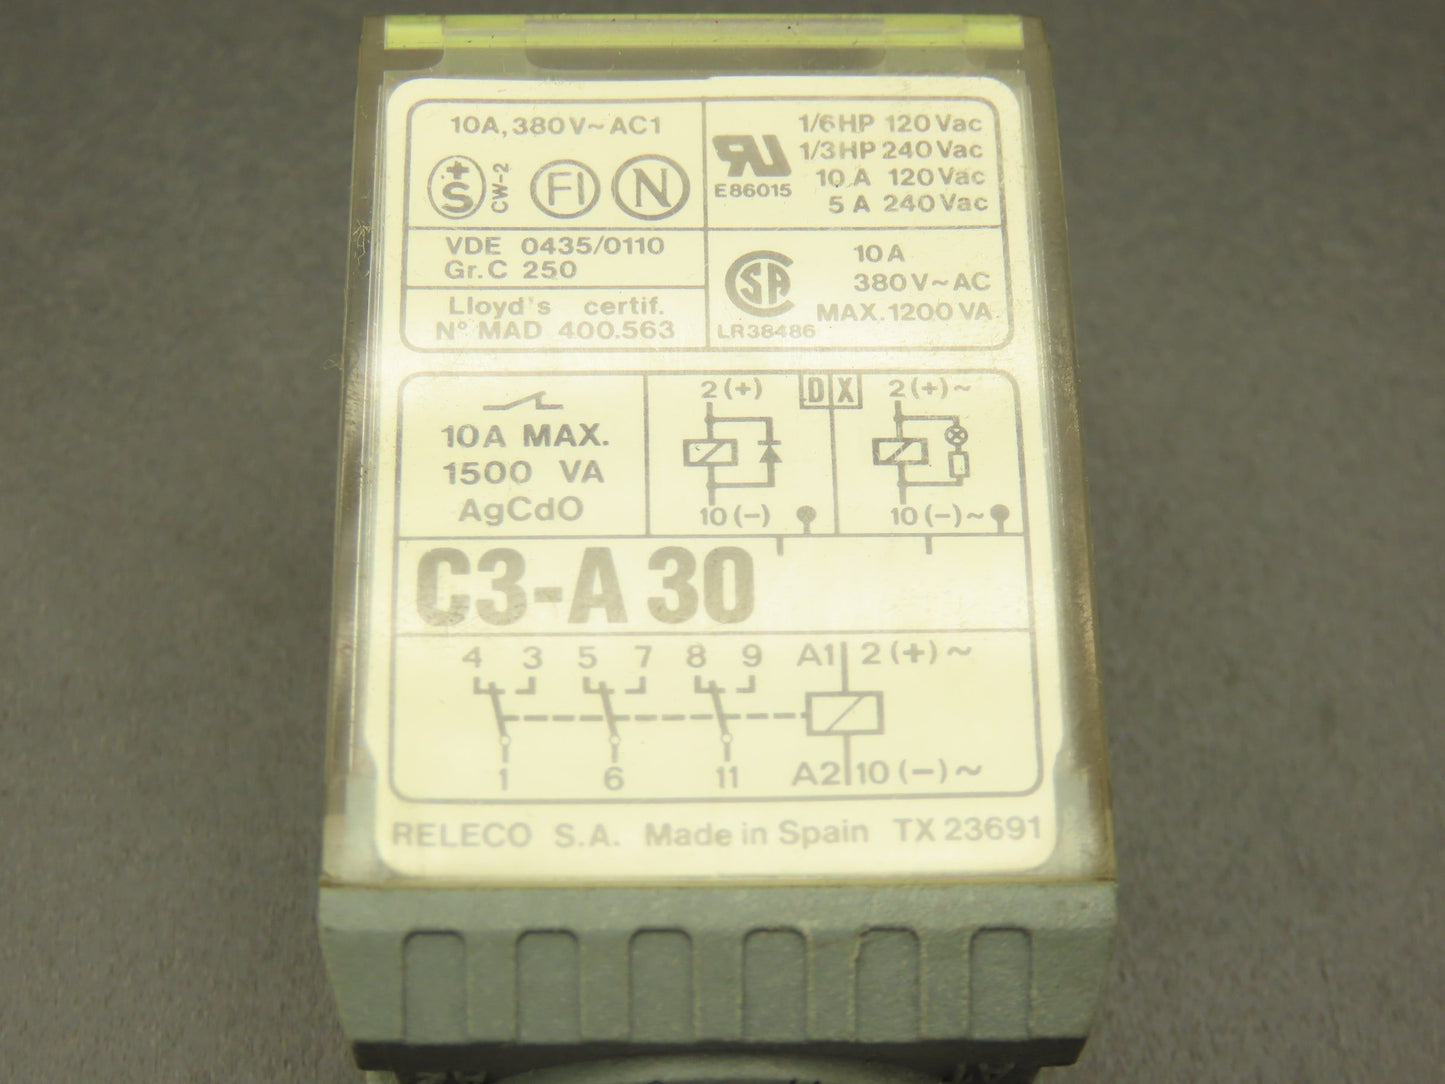 10A, 380V~AC1
+
S
CW-2
FI
N
RU
E86015
1/6HP 120Vac
1/3HP 240Vac
10 A 120Vac
5 A 240Vac
VDE 0435/0110
Gr.C 250
Lloyd's certif.
Nº MAD 400.563
CSA
LR38486
10A
380V~AC
MAX.1200 VA
10A MAX.
1500 VA
AgCdO
2 (+) D
10 (-)
X 2 (+) ~
10 (-) ~
C3-A 30
4 3 5 7 8 9 A1 2 (+) ~
1 6 11 A2 10 (-) ~
RELECO S.A. Made in Spain TX 23691